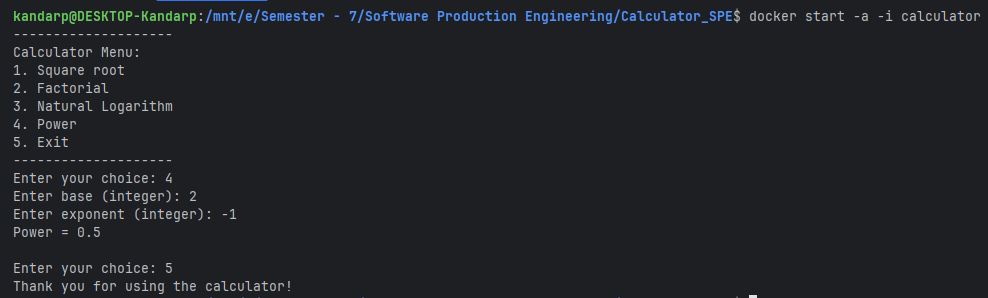 kandarp@DESKTOP-Kandarp:/mnt/e/Semester - 7/Software Production Engineering/Calculator_SPE$ docker start -a -i calculator
--------------------
Calculator Menu:
1. Square root
2. Factorial
3. Natural Logarithm
4. Power
5. Exit
--------------------
Enter your choice: 4
Enter base (integer): 2
Enter exponent (integer): -1
Power = 0.5
Enter your choice: 5
Thank you for using the calculator!